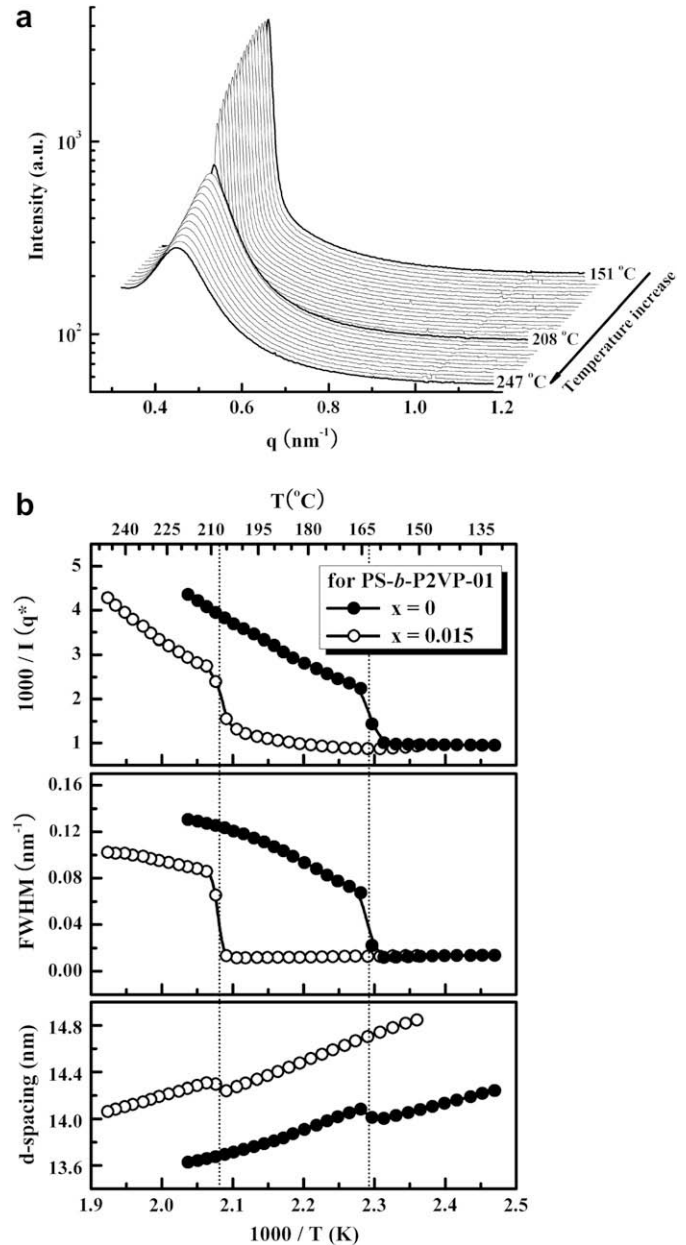 a
10^3
10^2
Intensity (a.u.)
151 °C
208 °C
247 °C
Temperature increase
0.4 0.6 0.8 1.0 1.2
q (nm^-1)
b
T(°C)
240 225 210 195 180 165 150 130
5
4
3
2
1
1000 / I (q*)
for PS-b-P2VP-01
x = 0
x = 0.015
0.16
0.12
0.08
0.04
0.00
FWHM (nm^-1)
14.8
14.4
14.0
13.6
d-spacing (nm)
1.9 2.0 2.1 2.2 2.3 2.4 2.5
1000 / T (K)